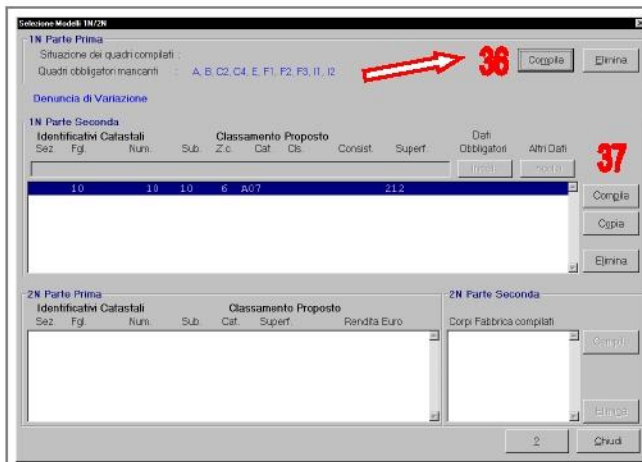 Selezione Modelli 1N/2N
1N Parte Prima
Situazione dei quadri compilati :
Quadri obbligatori mancanti : A, B, C2, C4, E, F1, F2, F3, I1, I2
36
Compila
Elimina
Denuncia di Variazione
1N Parte Seconda
Identificativi Catastali Classamento Proposto Dati
Sez. Fgl. Num. Sub. Z.c. Cat. Cls. Consist. Superf. Obbligatori Altri Dati
37
10 10 10 6 A07 212
Compila
Copia
Elimina
2N Parte Prima
Identificativi Catastali Classamento Proposto
Sez. Fgl. Num. Sub. Cat. Superf. Rendita Euro
2N Parte Seconda
Corpi Fabbrica compilati
Compila
Elimina
?
Chiudi